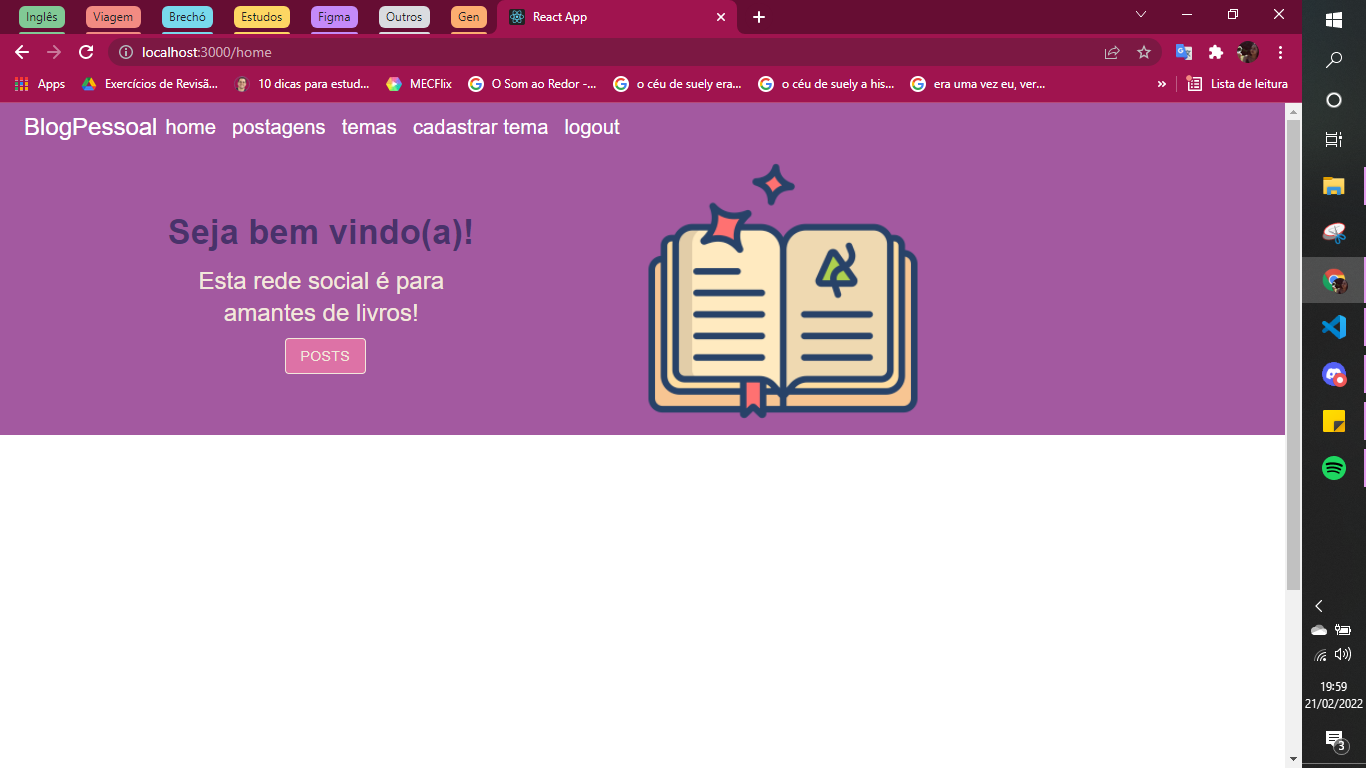 Inglês Viagem Brechó Estudos Figma Outros Gen React App
localhost:3000/home
Apps Exercícios de Revisã... 10 dicas para estud... MECFlix O Som ao Redor -... o céu de suely era... o céu de suely a his... era uma vez eu, ver... » Lista de leitura
BlogPessoal home postagens temas cadastrar tema logout
Seja bem vindo(a)!
Esta rede social é para
amantes de livros!
POSTS
19:59
21/02/2022
3